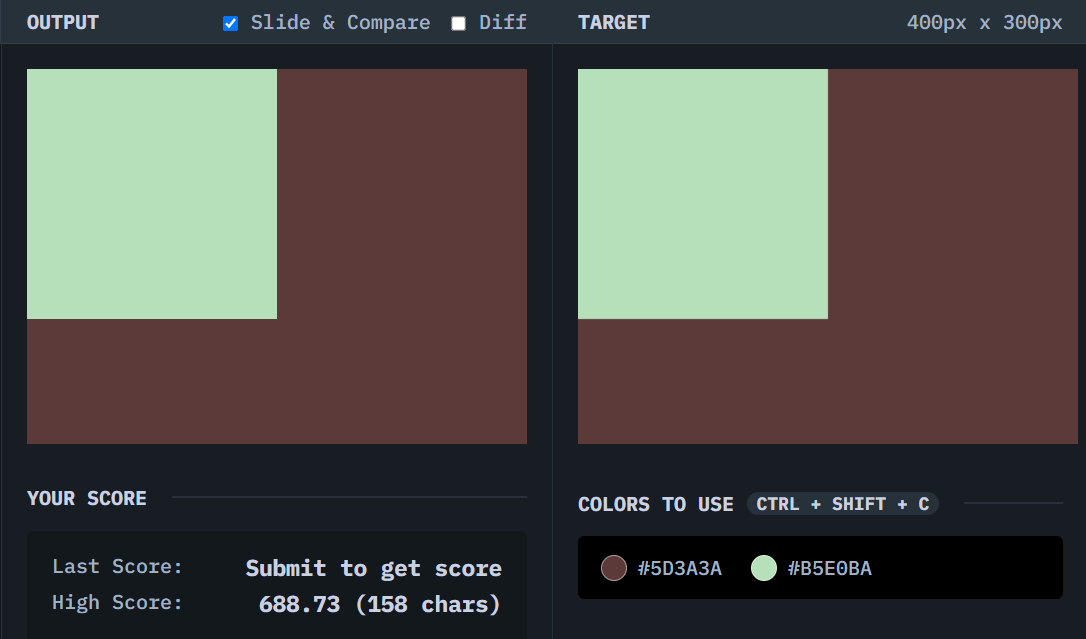 OUTPUT
Slide & Compare
Diff
TARGET
400px x 300px
YOUR SCORE
Last Score:
Submit to get score
High Score:
688.73 (158 chars)
COLORS TO USE
CTRL + SHIFT + C
#5D3A3A
#B5E0BA